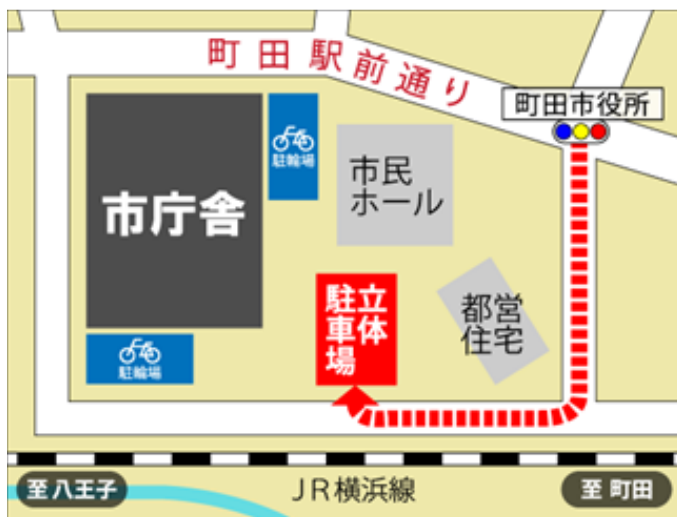 町田駅前通り
町田市役所
駐輪場
市民
ホール
市庁舎
立体
駐車場
都営
住宅
駐輪場
至 八王子
JR横浜線
至 町田